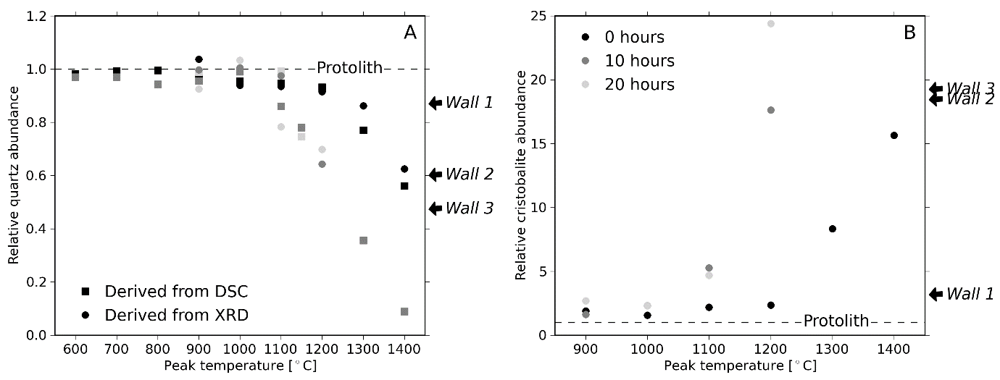 A
1.2
1.0
0.8
0.6
0.4
0.2
0.0
Relative quartz abundance
Protolith
Wall 1
Wall 2
Wall 3
Derived from DSC
Derived from XRD
600 700 800 900 1000 1100 1200 1300 1400
Peak temperature [°C]
B
25
20
15
10
5
0
Relative cristobalite abundance
0 hours
10 hours
20 hours
Wall 3
Wall 2
Wall 1
Protolith
900 1000 1100 1200 1300 1400
Peak temperature [°C]